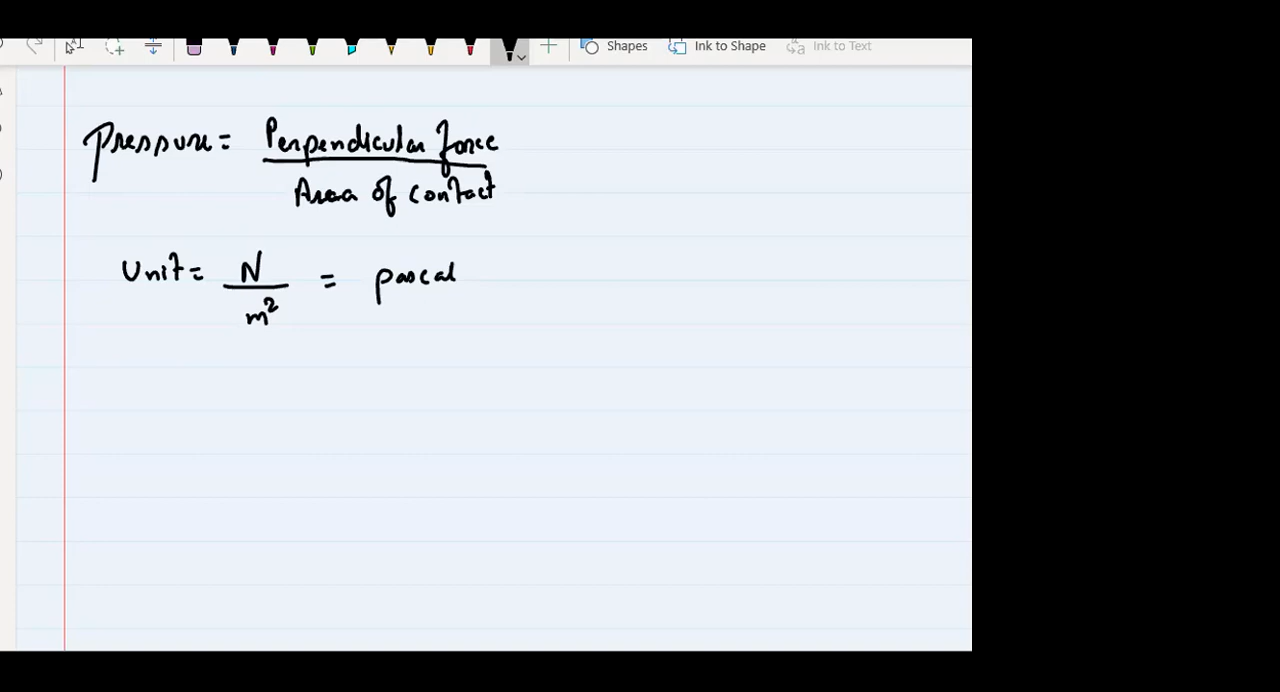 Shapes Ink to Shape Ink to Text
Pressure = Perpendicular force
Area of contact
Unit = N = pascal
m²